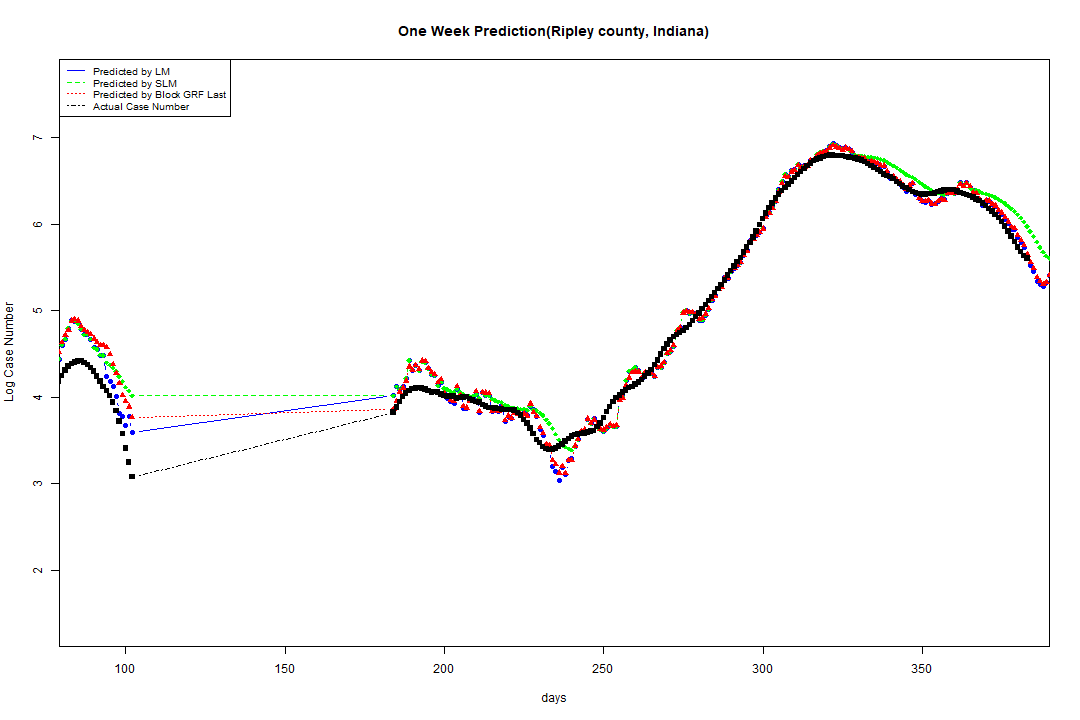 One Week Prediction(Ripley county, Indiana)
Predicted by LM
Predicted by SLM
Predicted by Block GRF Last
Actual Case Number
7
6
5
4
3
2
Log Case Number
100 150 200 250 300 350
days